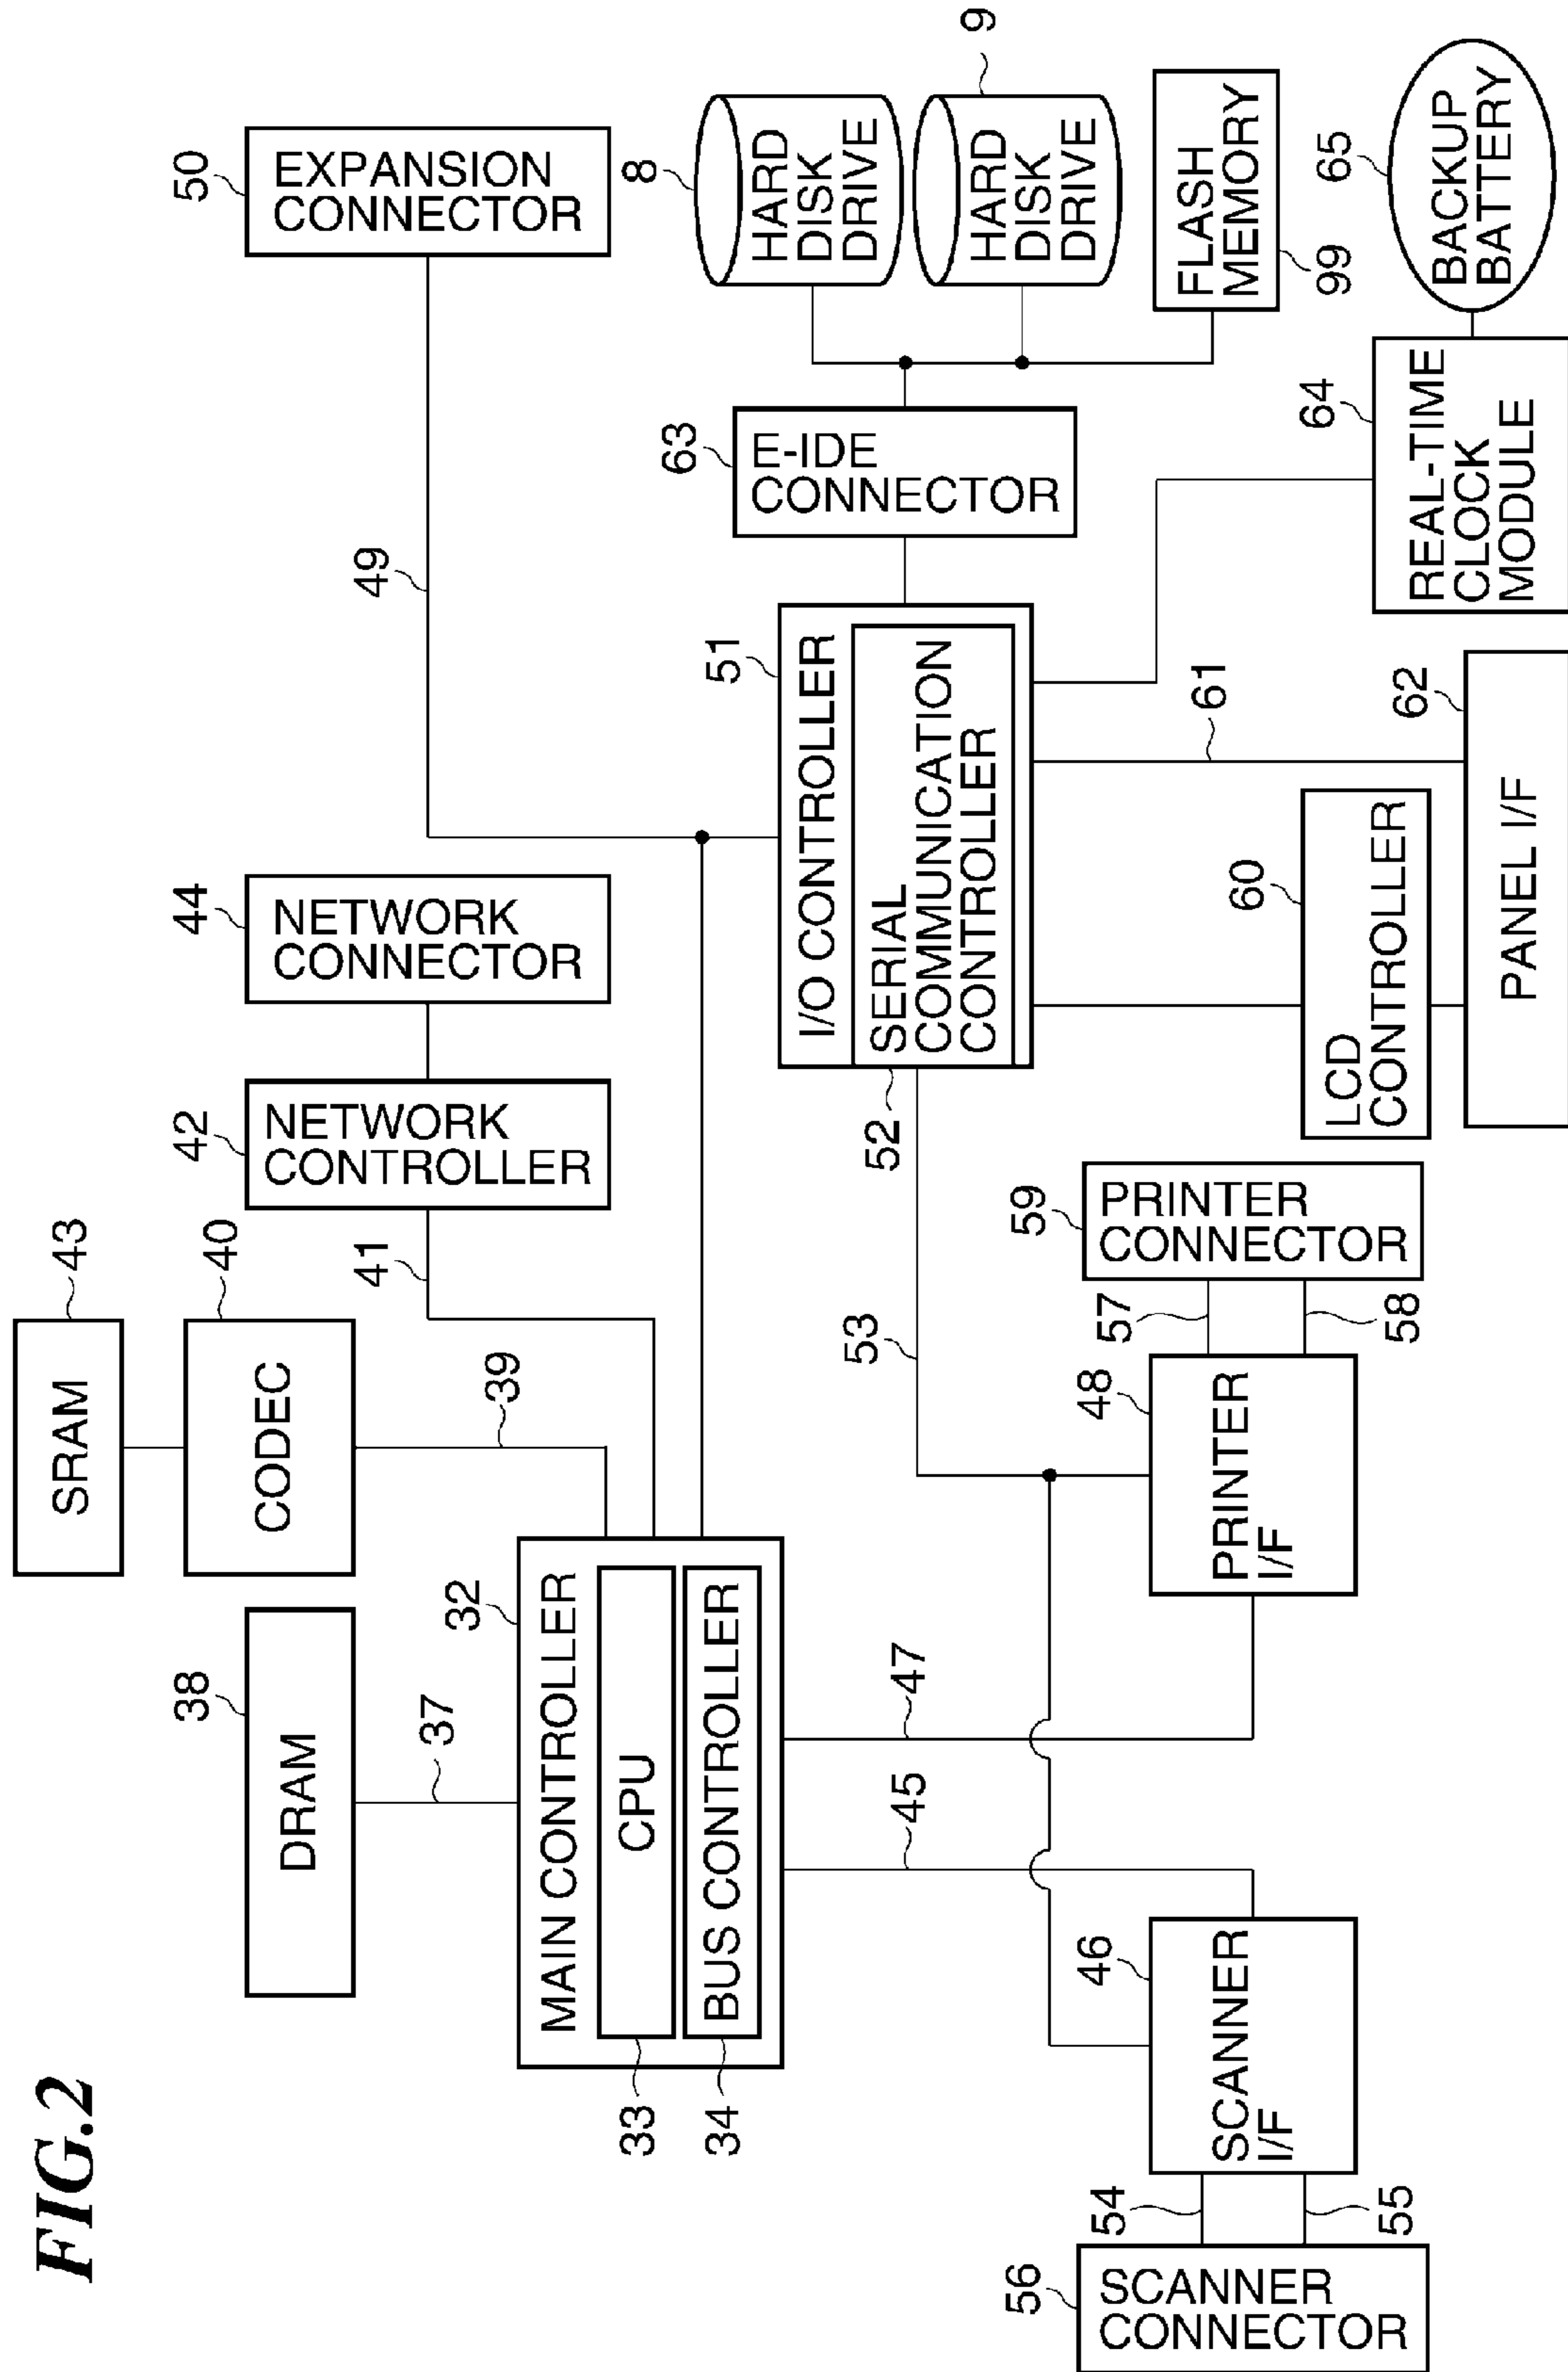 FIG.2
43
SRAM
38
DRAM
40
CODEC
42
NETWORK
CONTROLLER
44
NETWORK
CONNECTOR
50
EXPANSION
CONNECTOR
37
39
41
49
32
MAIN CONTROLLER
33
CPU
34
BUS CONTROLLER
51
I/O CONTROLLER
52
SERIAL
COMMUNICATION
CONTROLLER
63
E-IDE
CONNECTOR
8
HARD
DISK
DRIVE
9
HARD
DISK
DRIVE
99
FLASH
MEMORY
45
47
53
61
56
SCANNER
CONNECTOR
54
55
46
SCANNER
I/F
48
PRINTER
I/F
57
58
59
PRINTER
CONNECTOR
60
LCD
CONTROLLER
62
PANEL I/F
64
REAL-TIME
CLOCK
MODULE
65
BACKUP
BATTERY